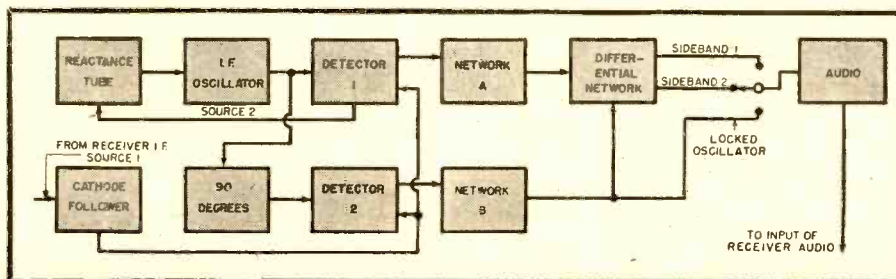 REACTANCE
TUBE
I.F.
OSCILLATOR
DETECTOR
1
NETWORK
A
DIFFER-
ENTIAL
NETWORK
SIDEBAND 1
SIDEBAND 2
AUDIO
SOURCE 2
LOCKED
OSCILLATOR
FROM RECEIVER I.F.
SOURCE 1
CATHODE
FOLLOWER
90
DEGREES
DETECTOR
2
NETWORK
B
TO INPUT OF
RECEIVER AUDIO